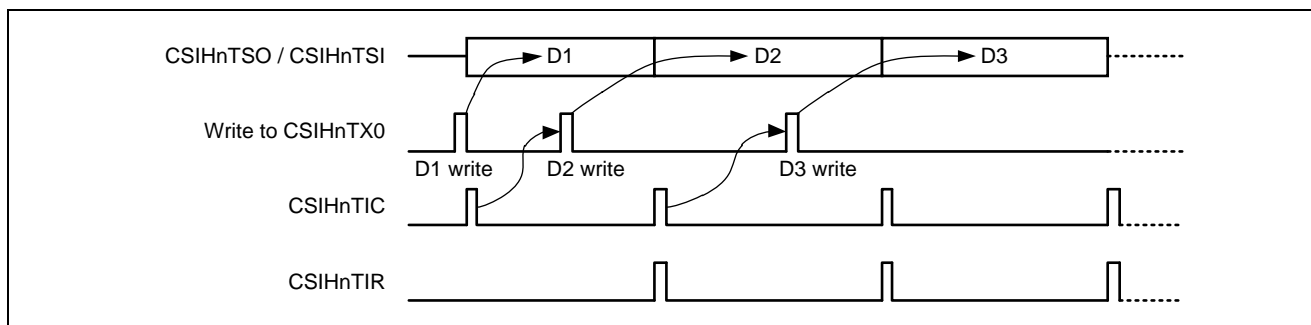 CSIHnTSO / CSIHnTSI D1 D2 D3
Write to CSIHnTX0
D1 write D2 write D3 write
CSIHnTIC
CSIHnTIR